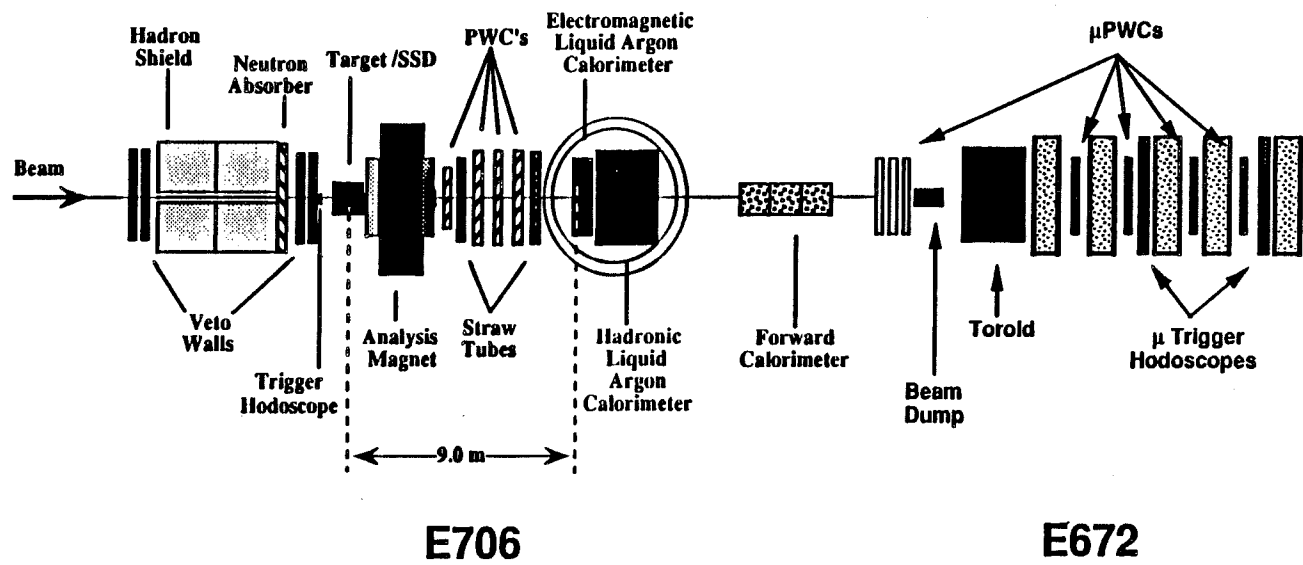 Hadron
Shield
Neutron
Absorber
Target /SSD
PWC's
Electromagnetic
Liquid Argon
Calorimeter
μPWCs
Beam
Veto
Walls
Trigger
Hodoscope
Analysis
Magnet
Straw
Tubes
Hadronic
Liquid
Argon
Calorimeter
Forward
Calorimeter
Beam
Dump
Toroid
μ Trigger
Hodoscopes
9.0 m
E706
E672